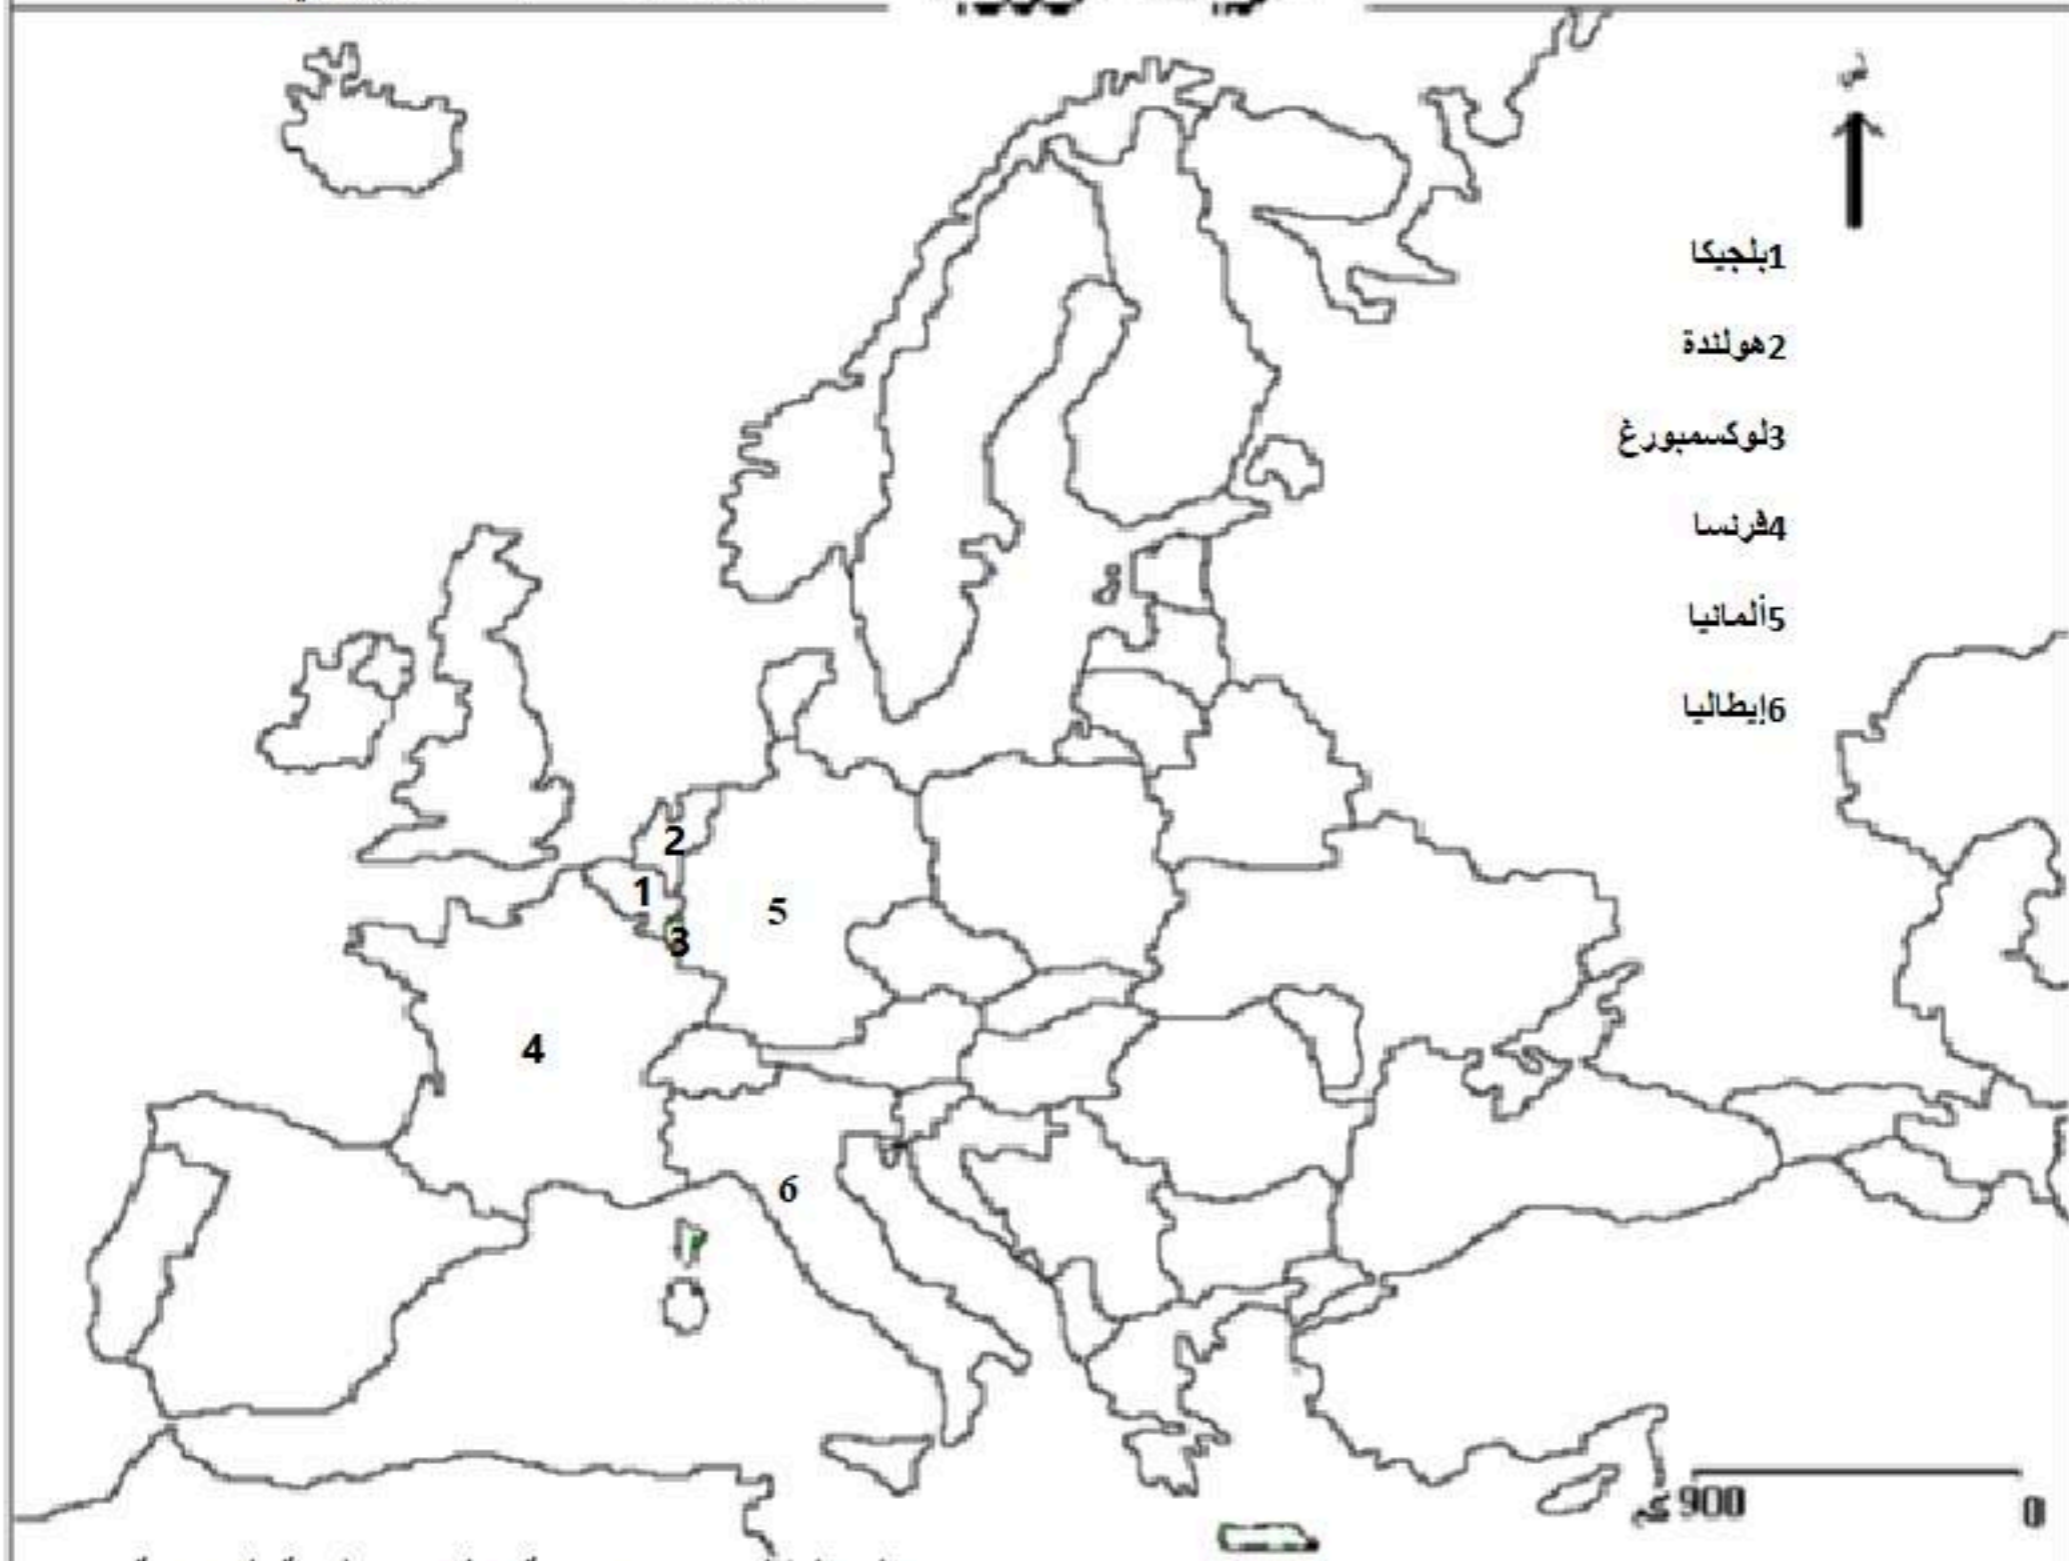 ش
1بلجيكا
2هولندة
3لوكسمبورغ
4فرنسا
5ألمانيا
6إيطاليا
2
1
5
3
4
6
900 كم
0